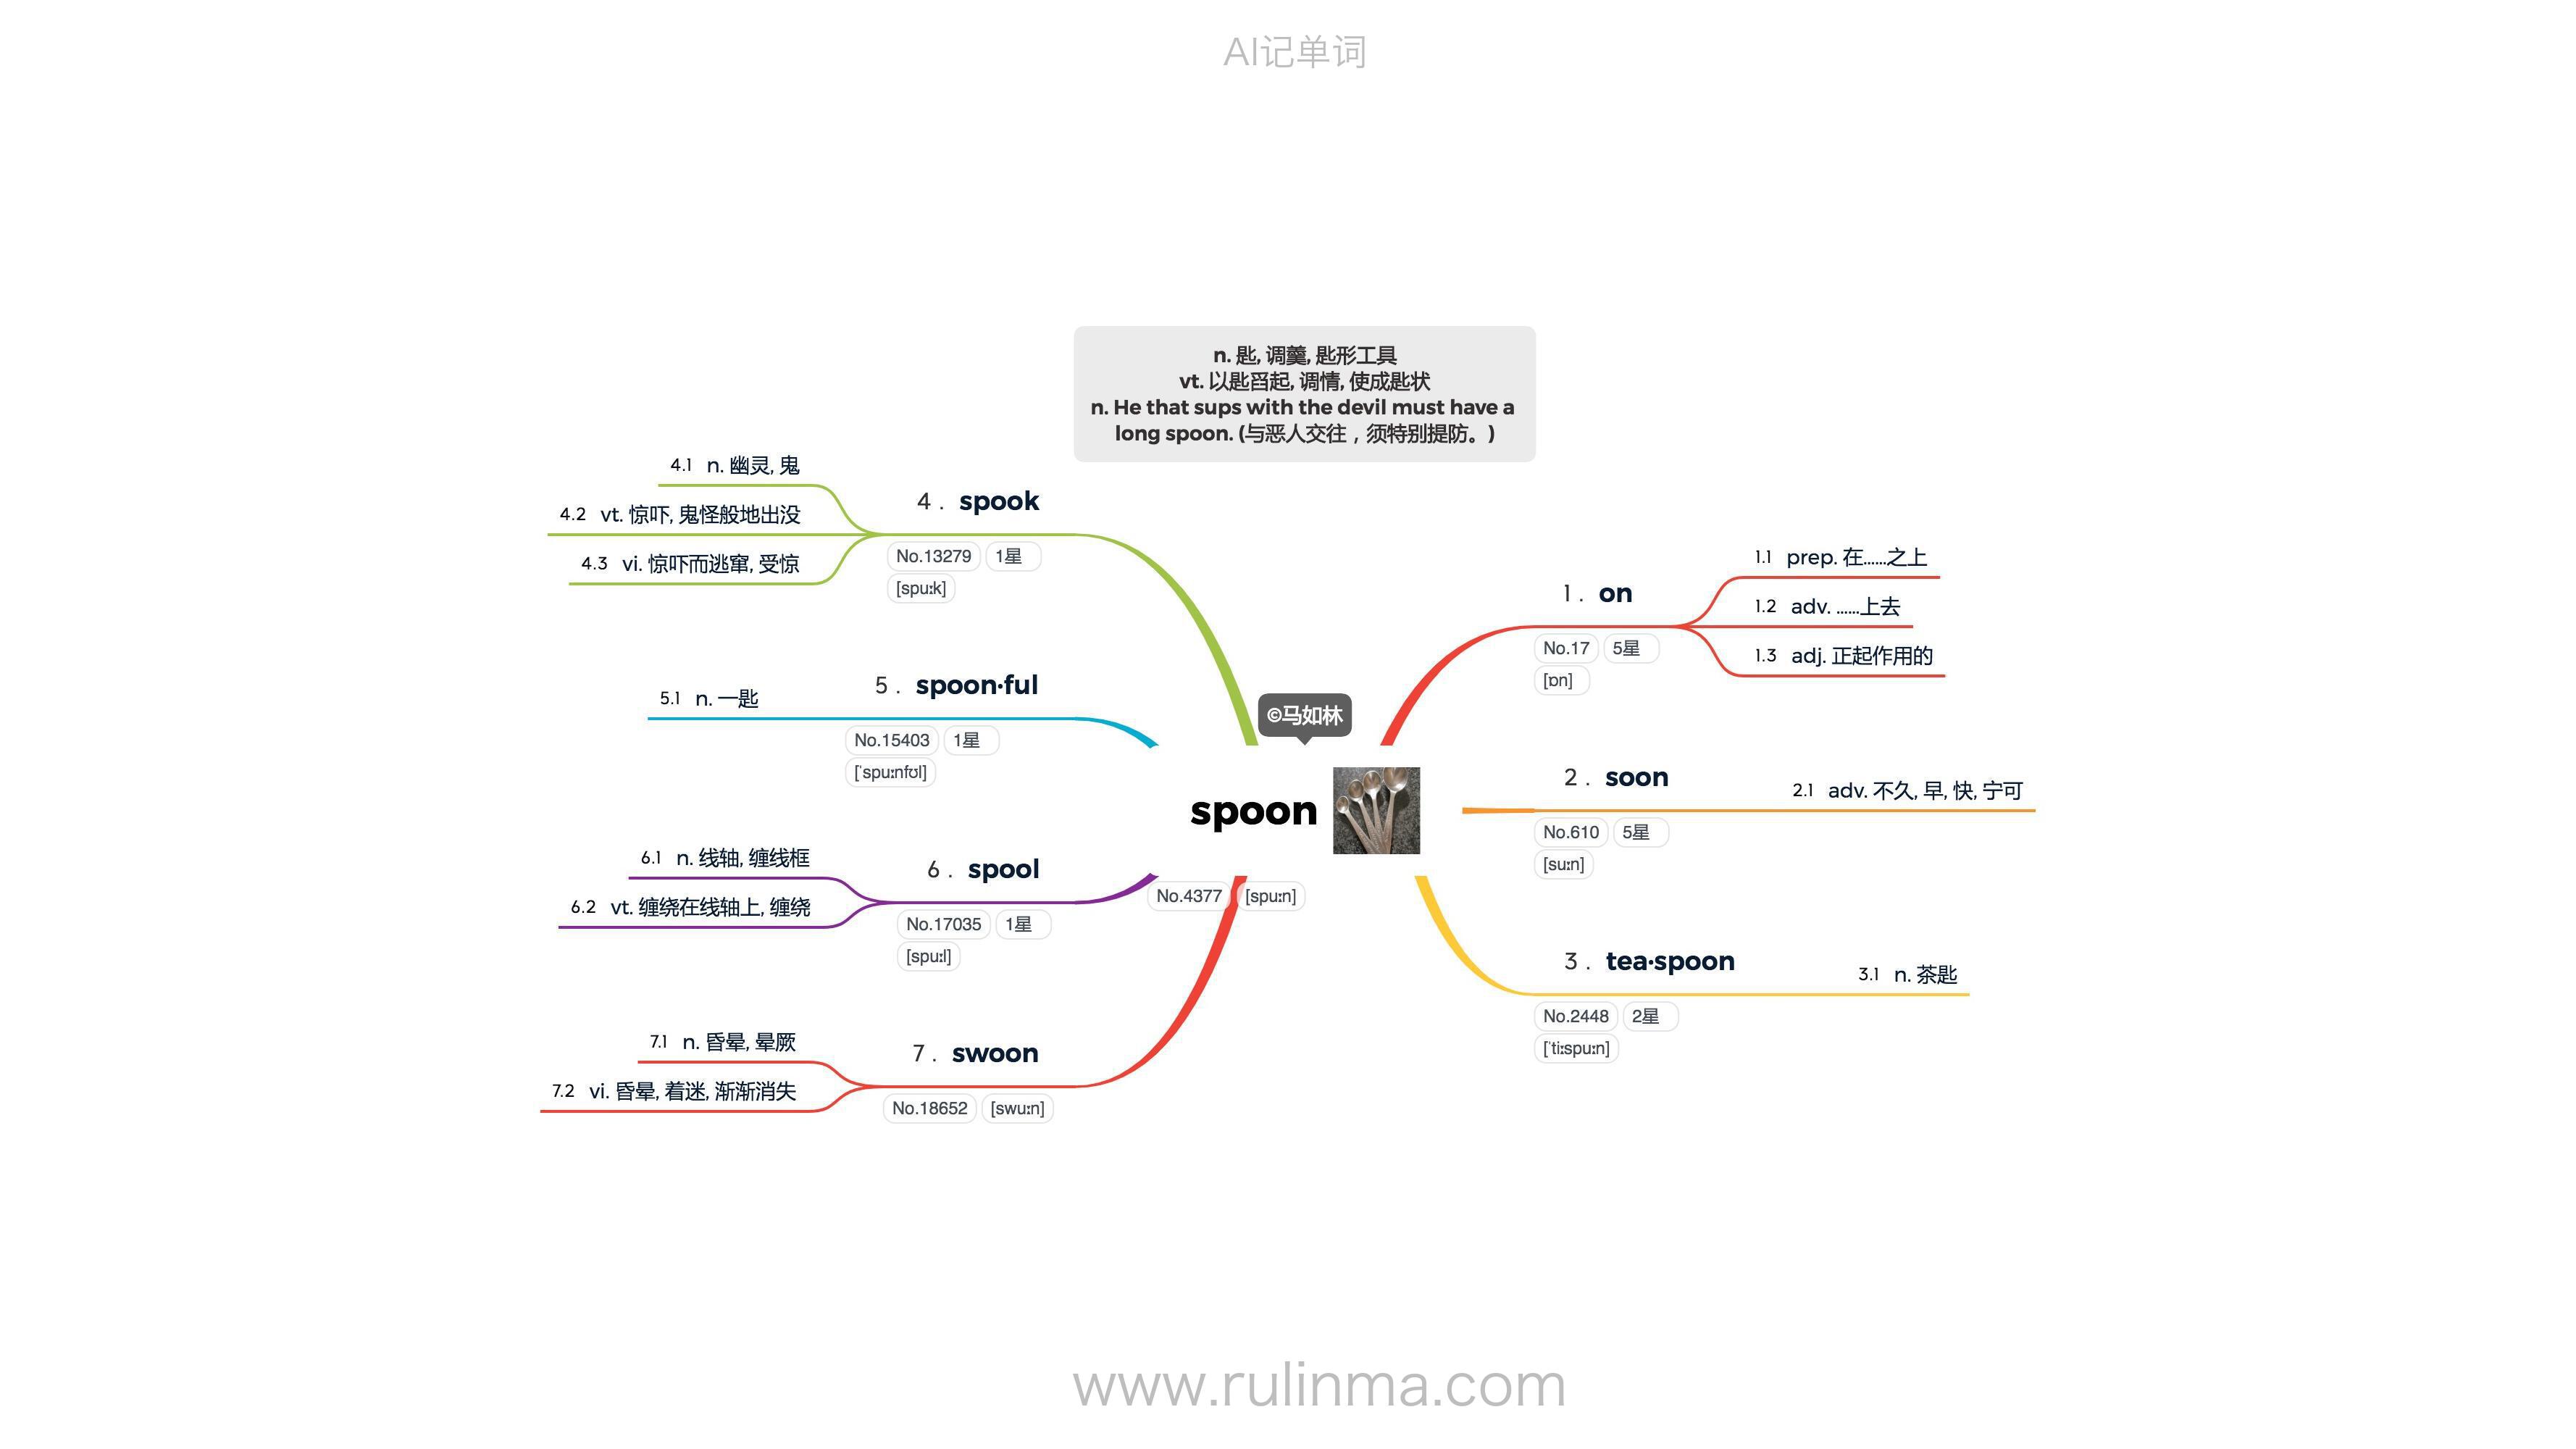 AI记单词
n. 匙, 调羹, 匙形工具
vt. 以匙舀起, 调情, 使成匙状
n. He that sups with the devil must have a
long spoon. (与恶人交往，须特别提防。)
©马如林
spoon
No.4377 [spuːn]
1 . on
No.17 5星
[ɒn]
1.1 prep. 在……之上
1.2 adv. ……上去
1.3 adj. 正起作用的
2 . soon
No.610 5星
[suːn]
2.1 adv. 不久, 早, 快, 宁可
3 . tea·spoon
No.2448 2星
[ˈtiːspuːn]
3.1 n. 茶匙
4 . spook
No.13279 1星
[spuːk]
4.1 n. 幽灵, 鬼
4.2 vt. 惊吓, 鬼怪般地出没
4.3 vi. 惊吓而逃窜, 受惊
5 . spoon·ful
No.15403 1星
[ˈspuːnfʊl]
5.1 n. 一匙
6 . spool
No.17035 1星
[spuːl]
6.1 n. 线轴, 缠线框
6.2 vt. 缠绕在线轴上, 缠绕
7 . swoon
No.18652 [swuːn]
7.1 n. 昏晕, 晕厥
7.2 vi. 昏晕, 着迷, 渐渐消失
www.rulinma.com